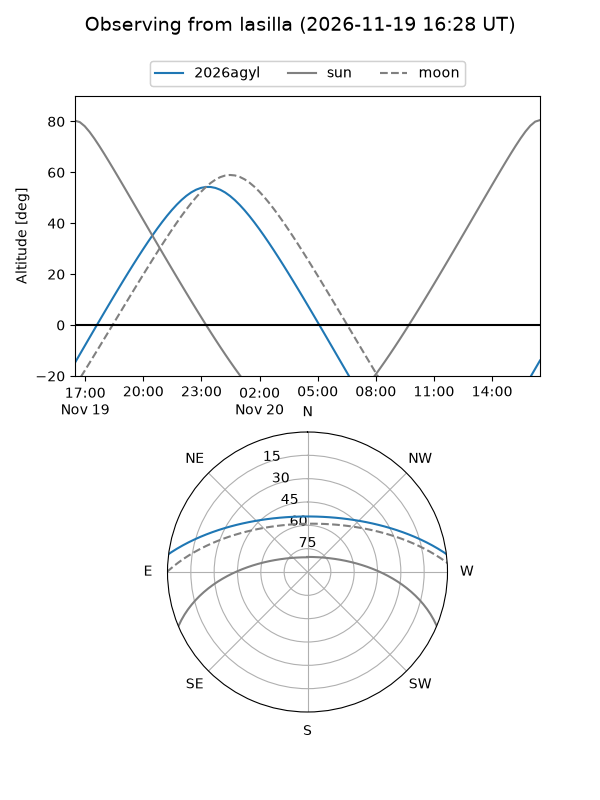 Observing from lasilla (2026-11-19 16:28 UT)
2026agyl sun moon
Altitude [deg]
80
60
40
20
0
−20
17:00 20:00 23:00 02:00 05:00 08:00 11:00 14:00
Nov 19 Nov 20
N
NE NW
15
30
45
60
75
E W
SE SW
S